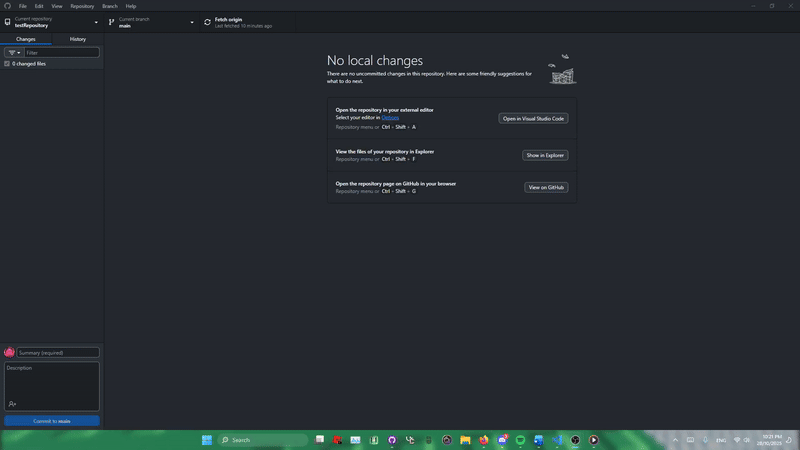 File Edit View Repository Branch Help
Current repository
testRepository
Current branch
main
Fetch origin
Last fetched 10 minutes ago
Changes History
Filter
0 changed files
No local changes
There are no uncommitted changes in this repository. Here are some friendly suggestions for
what to do next.
Open the repository in your external editor
Select your editor in Options
Repository menu or Ctrl + Shift + A
Open in Visual Studio Code
View the files of your repository in Explorer
Repository menu or Ctrl + Shift + F
Show in Explorer
Open the repository page on GitHub in your browser
Repository menu or Ctrl + Shift + G
View on GitHub
Summary (required)
Description
Commit to main
Search
ENG
10:21 PM
28/10/2025